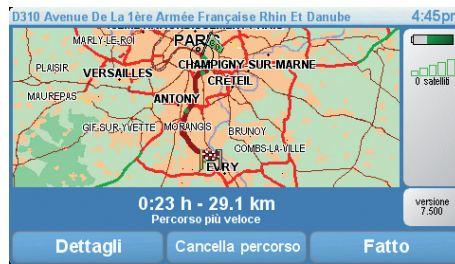 D310 Avenue De La 1ère Armée Française Rhin Et Danube 4:45pr
MARLY-LE-ROI
PARIS
PLAISIR
VERSAILLES
CHAMPIGNY-SUR-MARNE
CRÉTEIL
0 satelliti
MAUREPAS
ANTONY
GIF-SUR-YVETTE
MORANGIS
BRUNOY
COMBS-LA-VILLE
EVRY
0:23 h - 29.1 km
Percorso più veloce
versione
7.500
Dettagli
Cancella percorso
Fatto